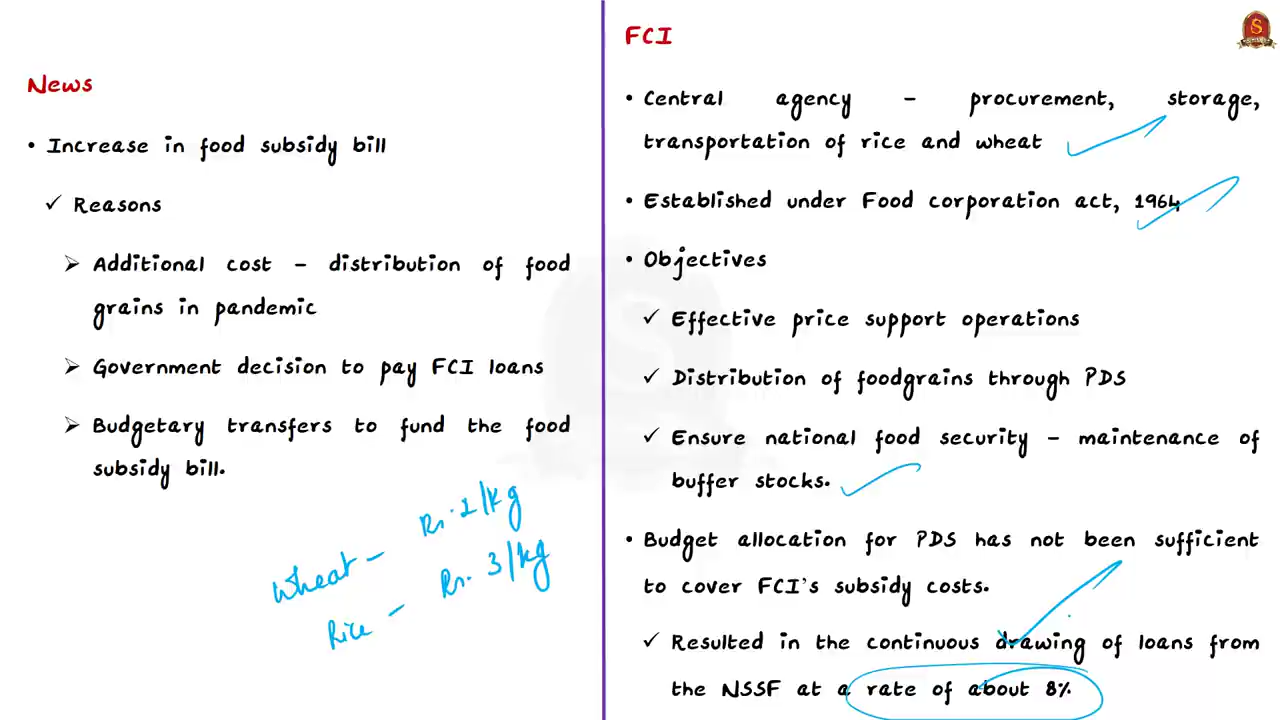 News
• Increase in food subsidy bill
✓ Reasons
➢ Additional cost – distribution of food
grains in pandemic
➢ Government decision to pay FCI loans
➢ Budgetary transfers to fund the food
subsidy bill.
Wheat – Rs. 2/kg
Rice – Rs. 3/kg
FCI
• Central agency – procurement, storage,
transportation of rice and wheat
• Established under Food corporation act, 1964
• Objectives
✓ Effective price support operations
✓ Distribution of foodgrains through PDS
✓ Ensure national food security – maintenance of
buffer stocks.
• Budget allocation for PDS has not been sufficient
to cover FCI's subsidy costs.
✓ Resulted in the continuous drawing of loans from
the NSSF at a rate of about 8%.